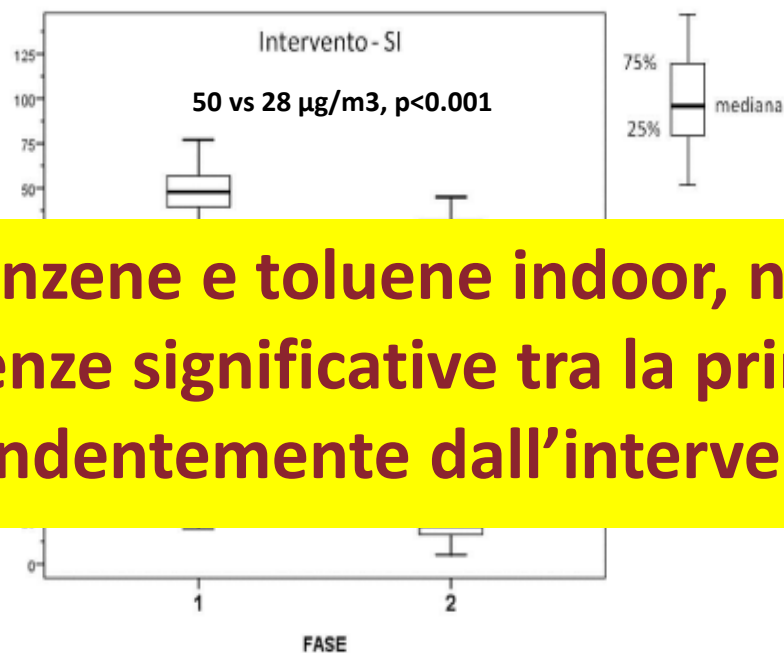 Intervento - SI
50 vs 28 µg/m3, p<0.001
125
100
75
50
75%
mediana
25%
nzene e toluene indoor, n
enze significative tra la pri
ndentemente dall’interve
0
1
2
FASE